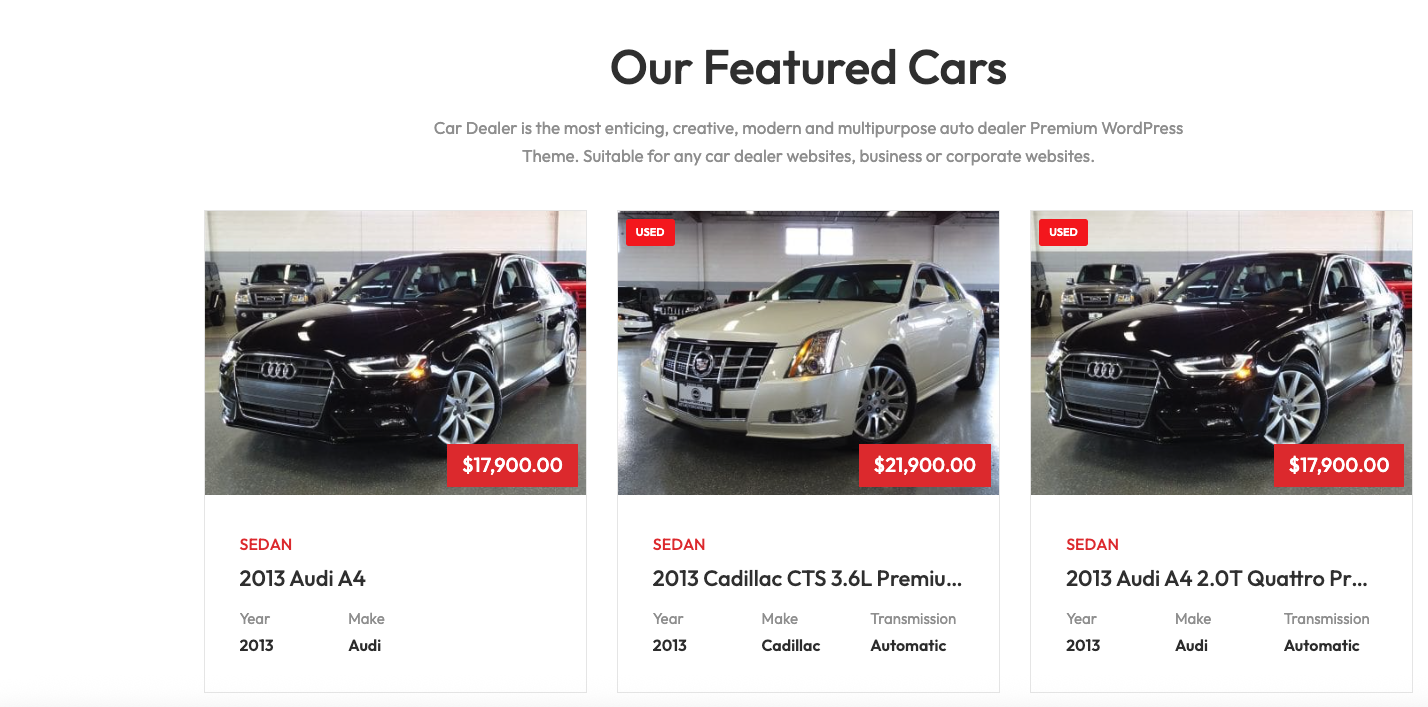 Our Featured Cars
Car Dealer is the most enticing, creative, modern and multipurpose auto dealer Premium WordPress
Theme. Suitable for any car dealer websites, business or corporate websites.
$17,900.00
SEDAN
2013 Audi A4
Year Make
2013 Audi
USED
$21,900.00
SEDAN
2013 Cadillac CTS 3.6L Premiu...
Year Make Transmission
2013 Cadillac Automatic
USED
$17,900.00
SEDAN
2013 Audi A4 2.0T Quattro Pr...
Year Make Transmission
2013 Audi Automatic